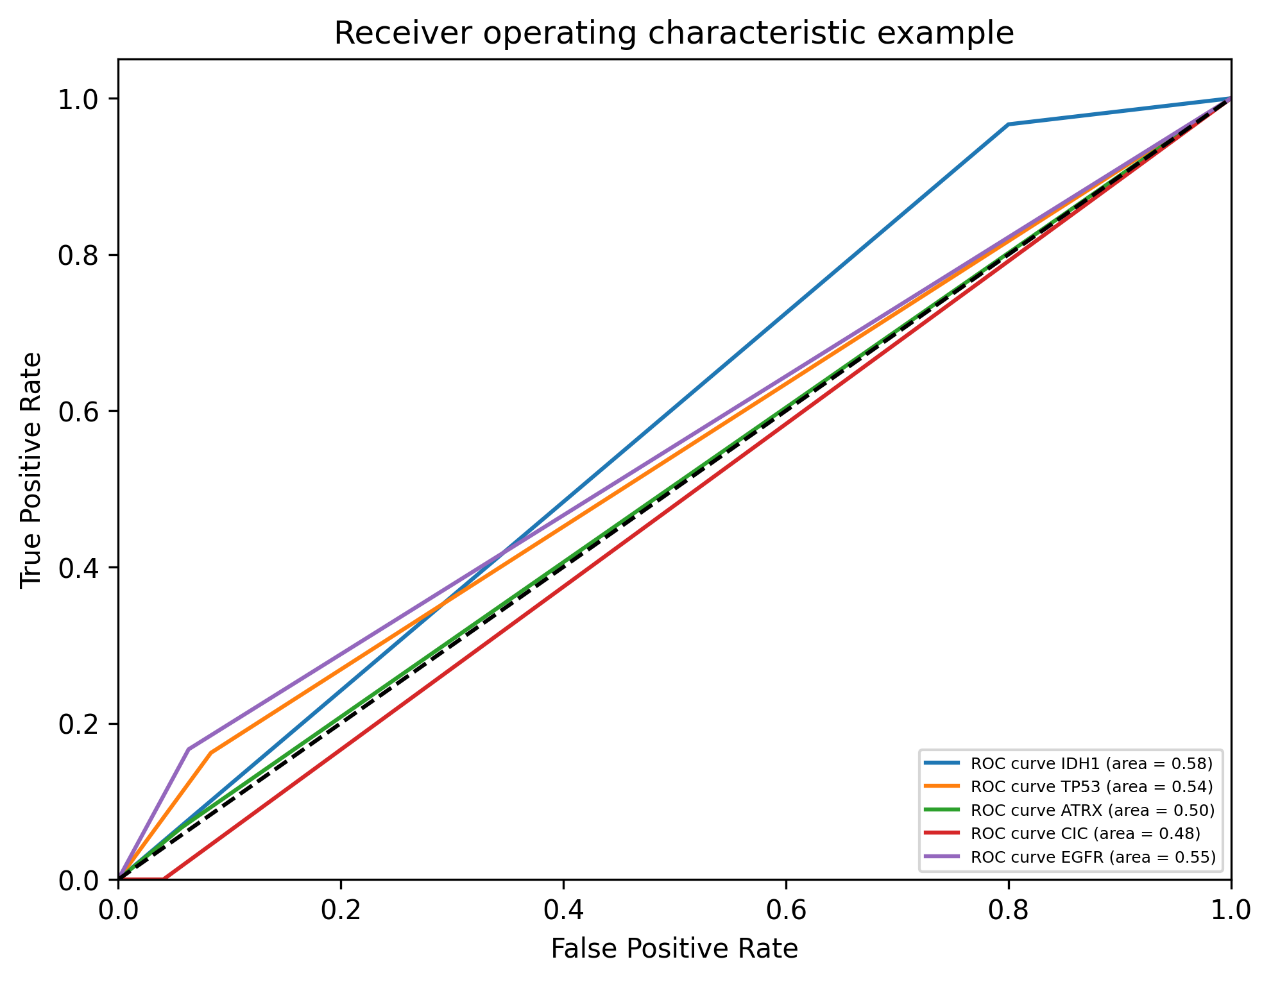 Receiver operating characteristic example
True Positive Rate
1.0
0.8
0.6
0.4
0.2
0.0
ROC curve IDH1 (area = 0.58)
ROC curve TP53 (area = 0.54)
ROC curve ATRX (area = 0.50)
ROC curve CIC (area = 0.48)
ROC curve EGFR (area = 0.55)
0.0 0.2 0.4 0.6 0.8 1.0
False Positive Rate